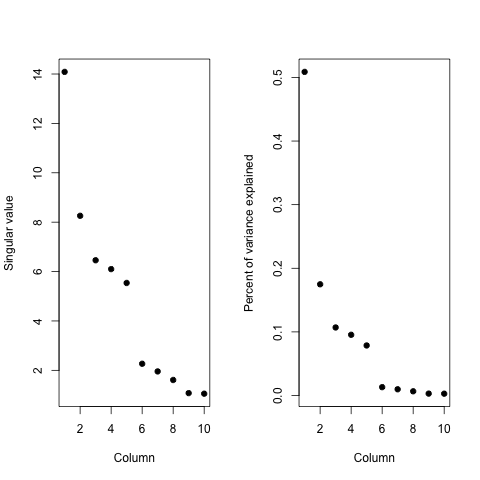 Singular value
2 4 6 8 10 12 14
2 4 6 8 10
Column
Percent of variance explained
0.0 0.1 0.2 0.3 0.4 0.5
2 4 6 8 10
Column